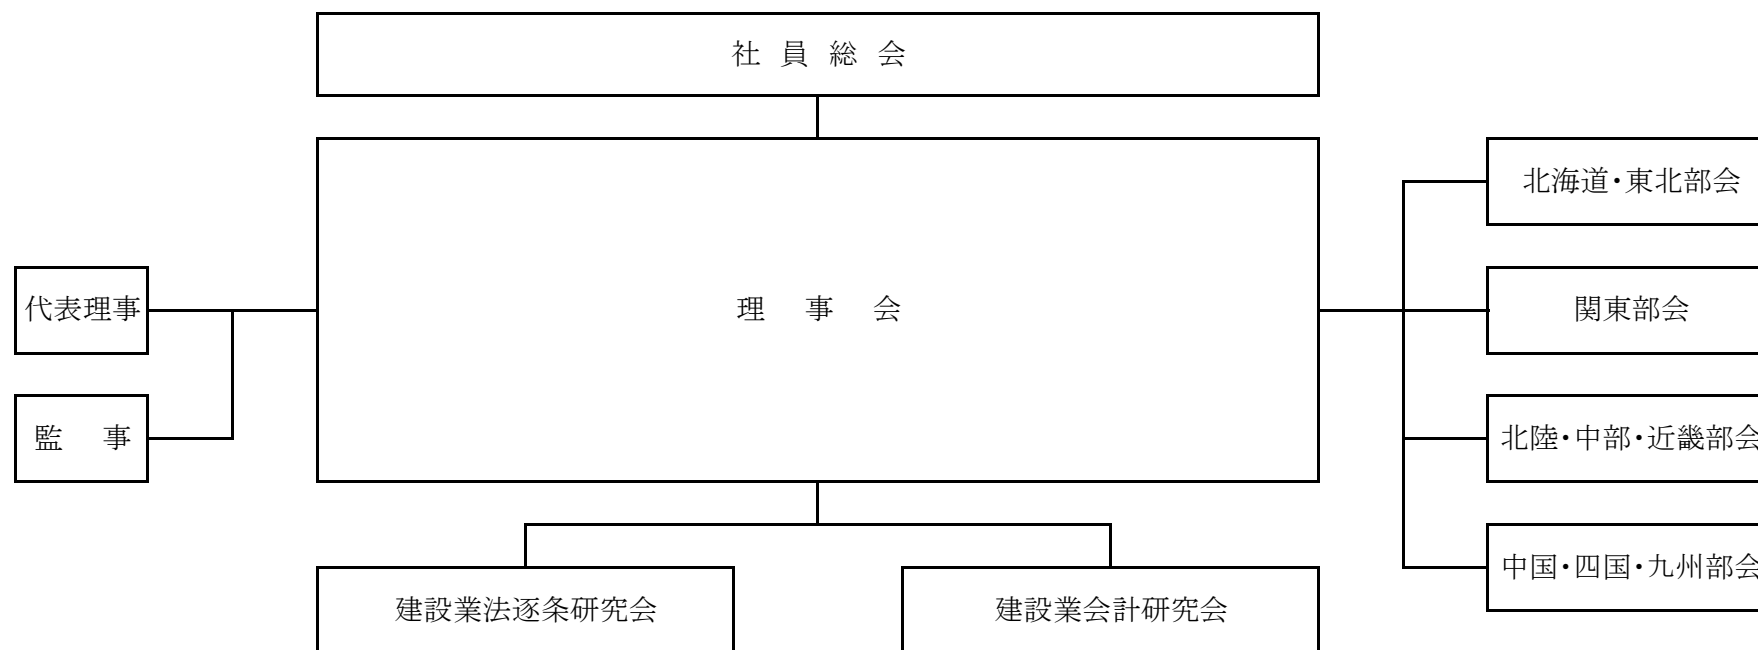 社 員 総 会
北海道・東北部会
代表理事
理 事 会
関東部会
監 事
北陸・中部・近畿部会
中国・四国・九州部会
建設業法逐条研究会
建設業会計研究会